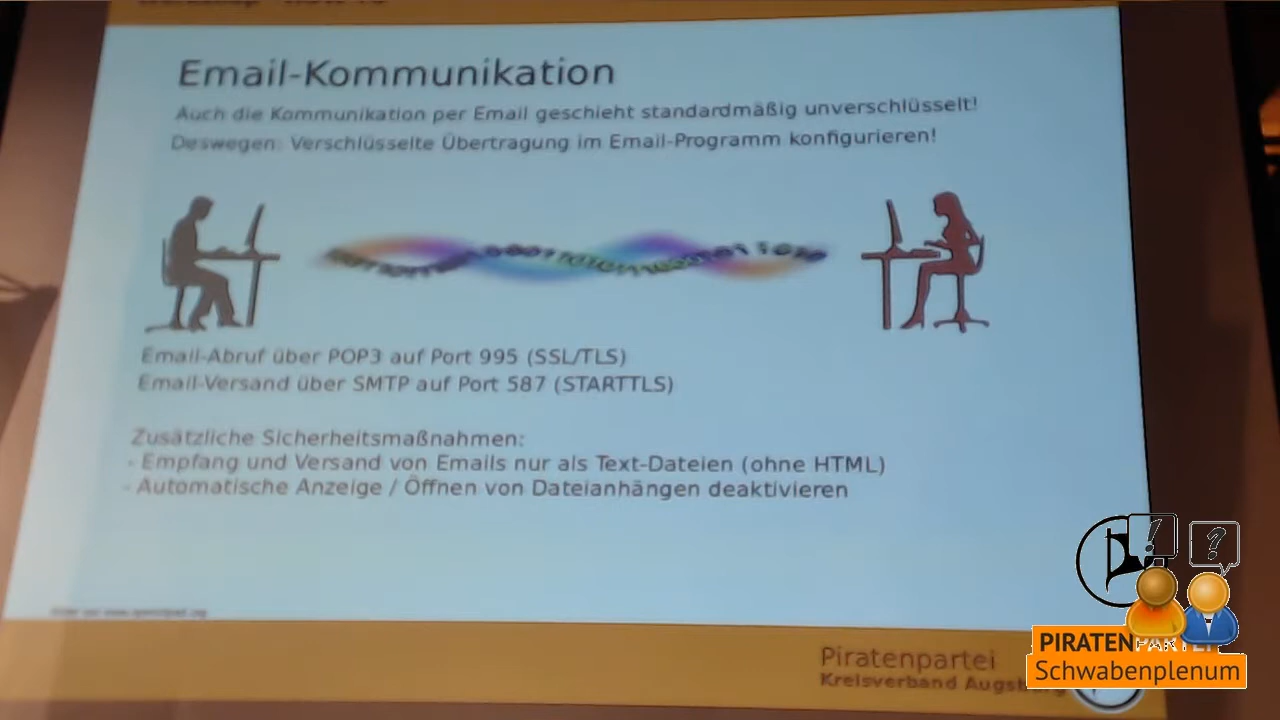 Email-Kommunikation
Auch die Kommunikation per Email geschieht standardmäßig unverschlüsselt!
Deswegen: Verschlüsselte Übertragung im Email-Programm konfigurieren!
Email-Abruf über POP3 auf Port 995 (SSL/TLS)
Email-Versand über SMTP auf Port 587 (STARTTLS)
Zusätzliche Sicherheitsmaßnahmen:
- Empfang und Versand von Emails nur als Text-Dateien (ohne HTML)
- Automatische Anzeige / Öffnen von Dateianhängen deaktivieren
! ?
Piratenpartei
Kreisverband Augsburg
PIRATENPARTEI
Schwabenplenum